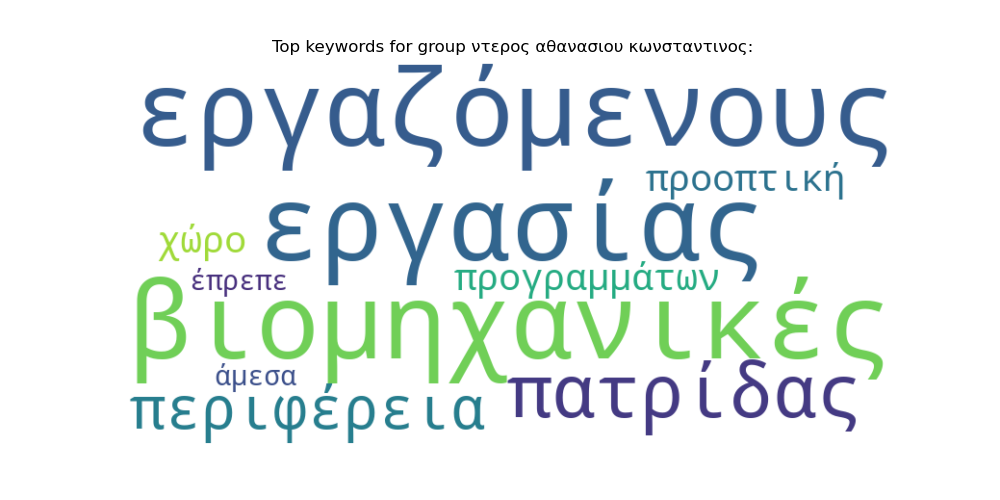 Top keywords for group ντερος αθανασιου κωνσταντινος:
εργαζόμενους
προοπτική
εργασίας
χώρο
έπρεπε
προγραμμάτων
βιομηχανικές
άμεσα
περιφέρεια
πατρίδας